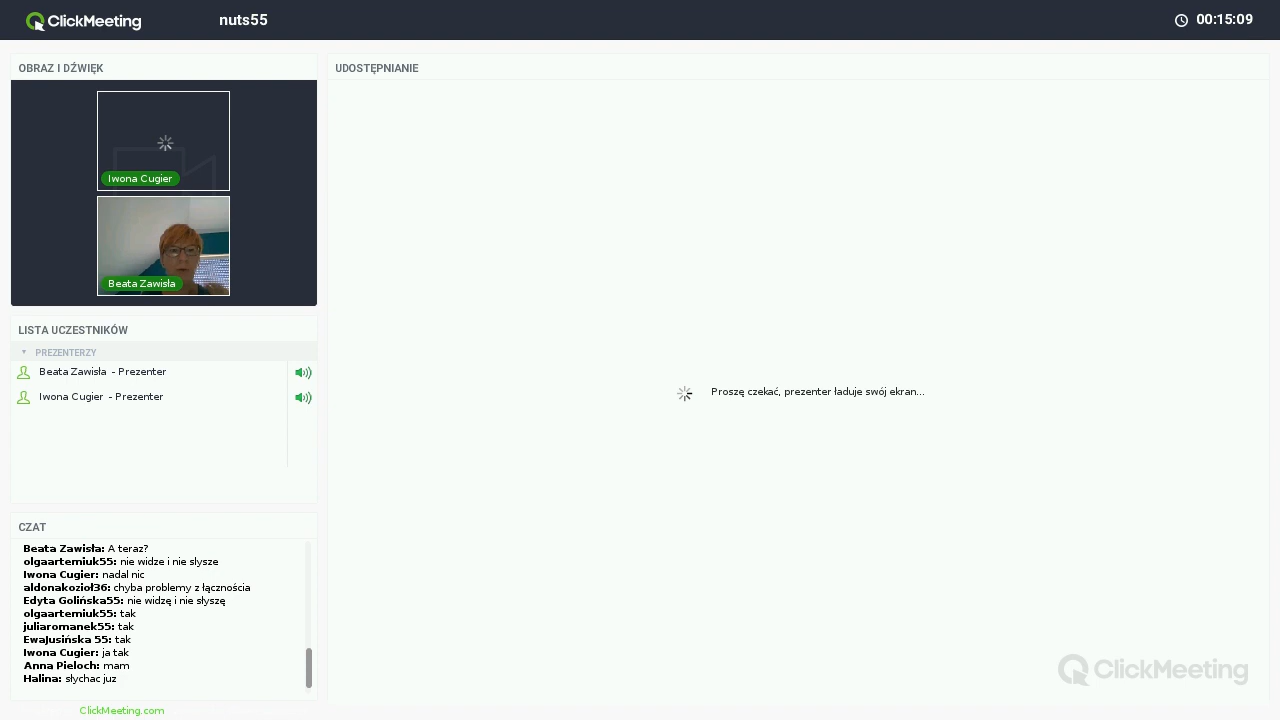 ClickMeeting
nuts55
00:15:09
OBRAZ I DŹWIĘK
Iwona Cugier
Beata Zawisła
LISTA UCZESTNIKÓW
PREZENTERZY
Beata Zawisła - Prezenter
Iwona Cugier - Prezenter
CZAT
Beata Zawisła: A teraz?
olgaartemiuk55: nie widze i nie slysze
Iwona Cugier: nadal nic
aldonakozioł36: chyba problemy z łącznościa
Edyta Golińska55: nie widzę i nie słyszę
olgaartemiuk55: tak
juliaromanek55: tak
EwaJusińska 55: tak
Iwona Cugier: ja tak
Anna Pieloch: mam
Halina: słychac juz
ClickMeeting.com
UDOSTĘPNIANIE
Proszę czekać, prezenter ładuje swój ekran...
ClickMeeting